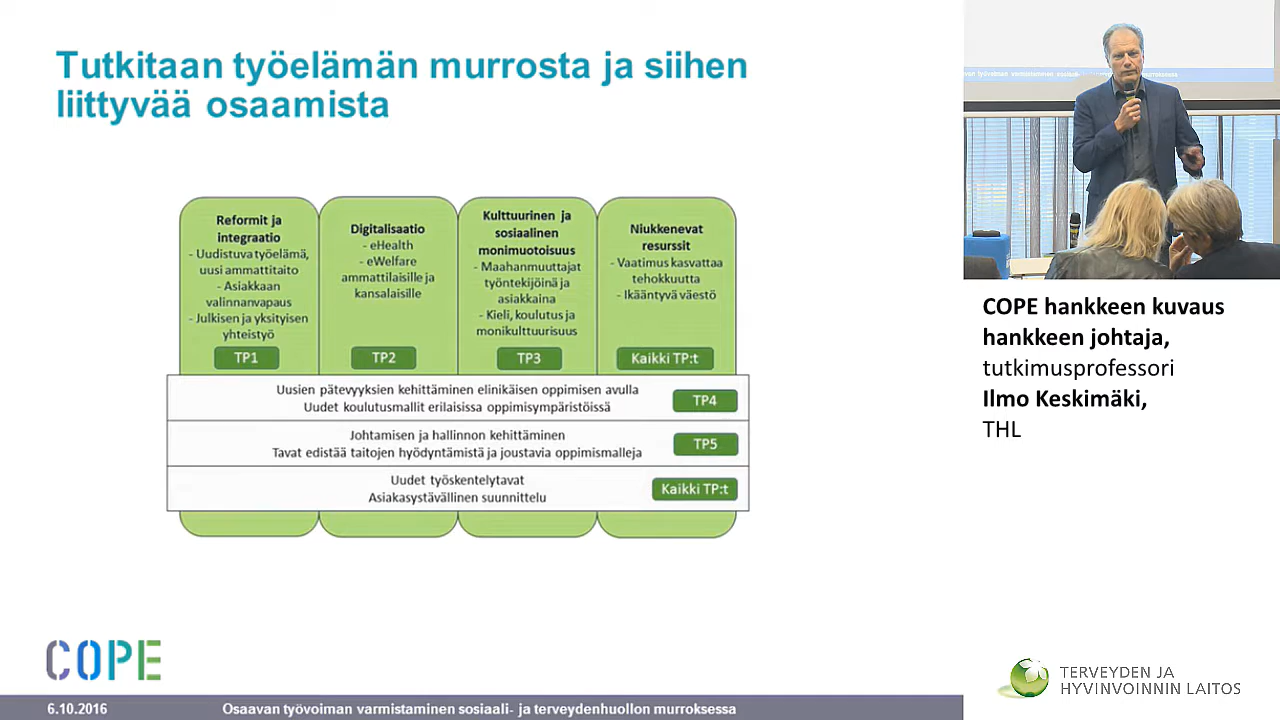 Tutkitaan työelämän murrosta ja siihen
liittyvää osaamista
Reformit ja
integraatio
- Uudistuva työelämä,
uusi ammattitaito
- Asiakkaan
valinnanvapaus
- Julkisen ja yksityisen
yhteistyö
TP1
Digitalisaatio
- eHealth
- eWelfare
ammattilaisille ja
kansalaisille
TP2
Kulttuurinen ja
sosiaalinen
monimuotoisuus
- Maahanmuuttajat
työntekijöinä ja
asiakkaina
- Kieli, koulutus ja
monikulttuurisuus
TP3
Niukkenevat
resurssit
- Vaatimus kasvattaa
tehokkuutta
- Ikääntyvä väestö
Kaikki TP:t
Uusien pätevyyksien kehittäminen elinikäisen oppimisen avulla
Uudet koulutusmallit erilaisissa oppimisympäristöissä
TP4
Johtamisen ja hallinnon kehittäminen
Tavat edistää taitojen hyödyntämistä ja joustavia oppimismalleja
TP5
Uudet työskentelytavat
Asiakasystävällinen suunnittelu
Kaikki TP:t
COPE
6.10.2016 Osaavan työvoiman varmistaminen sosiaali- ja terveydenhuollon murroksessa
COPE hankkeen kuvaus
hankkeen johtaja,
tutkimusprofessori
Ilmo Keskimäki,
THL
TERVEYDEN JA
HYVINVOINNIN LAITOS